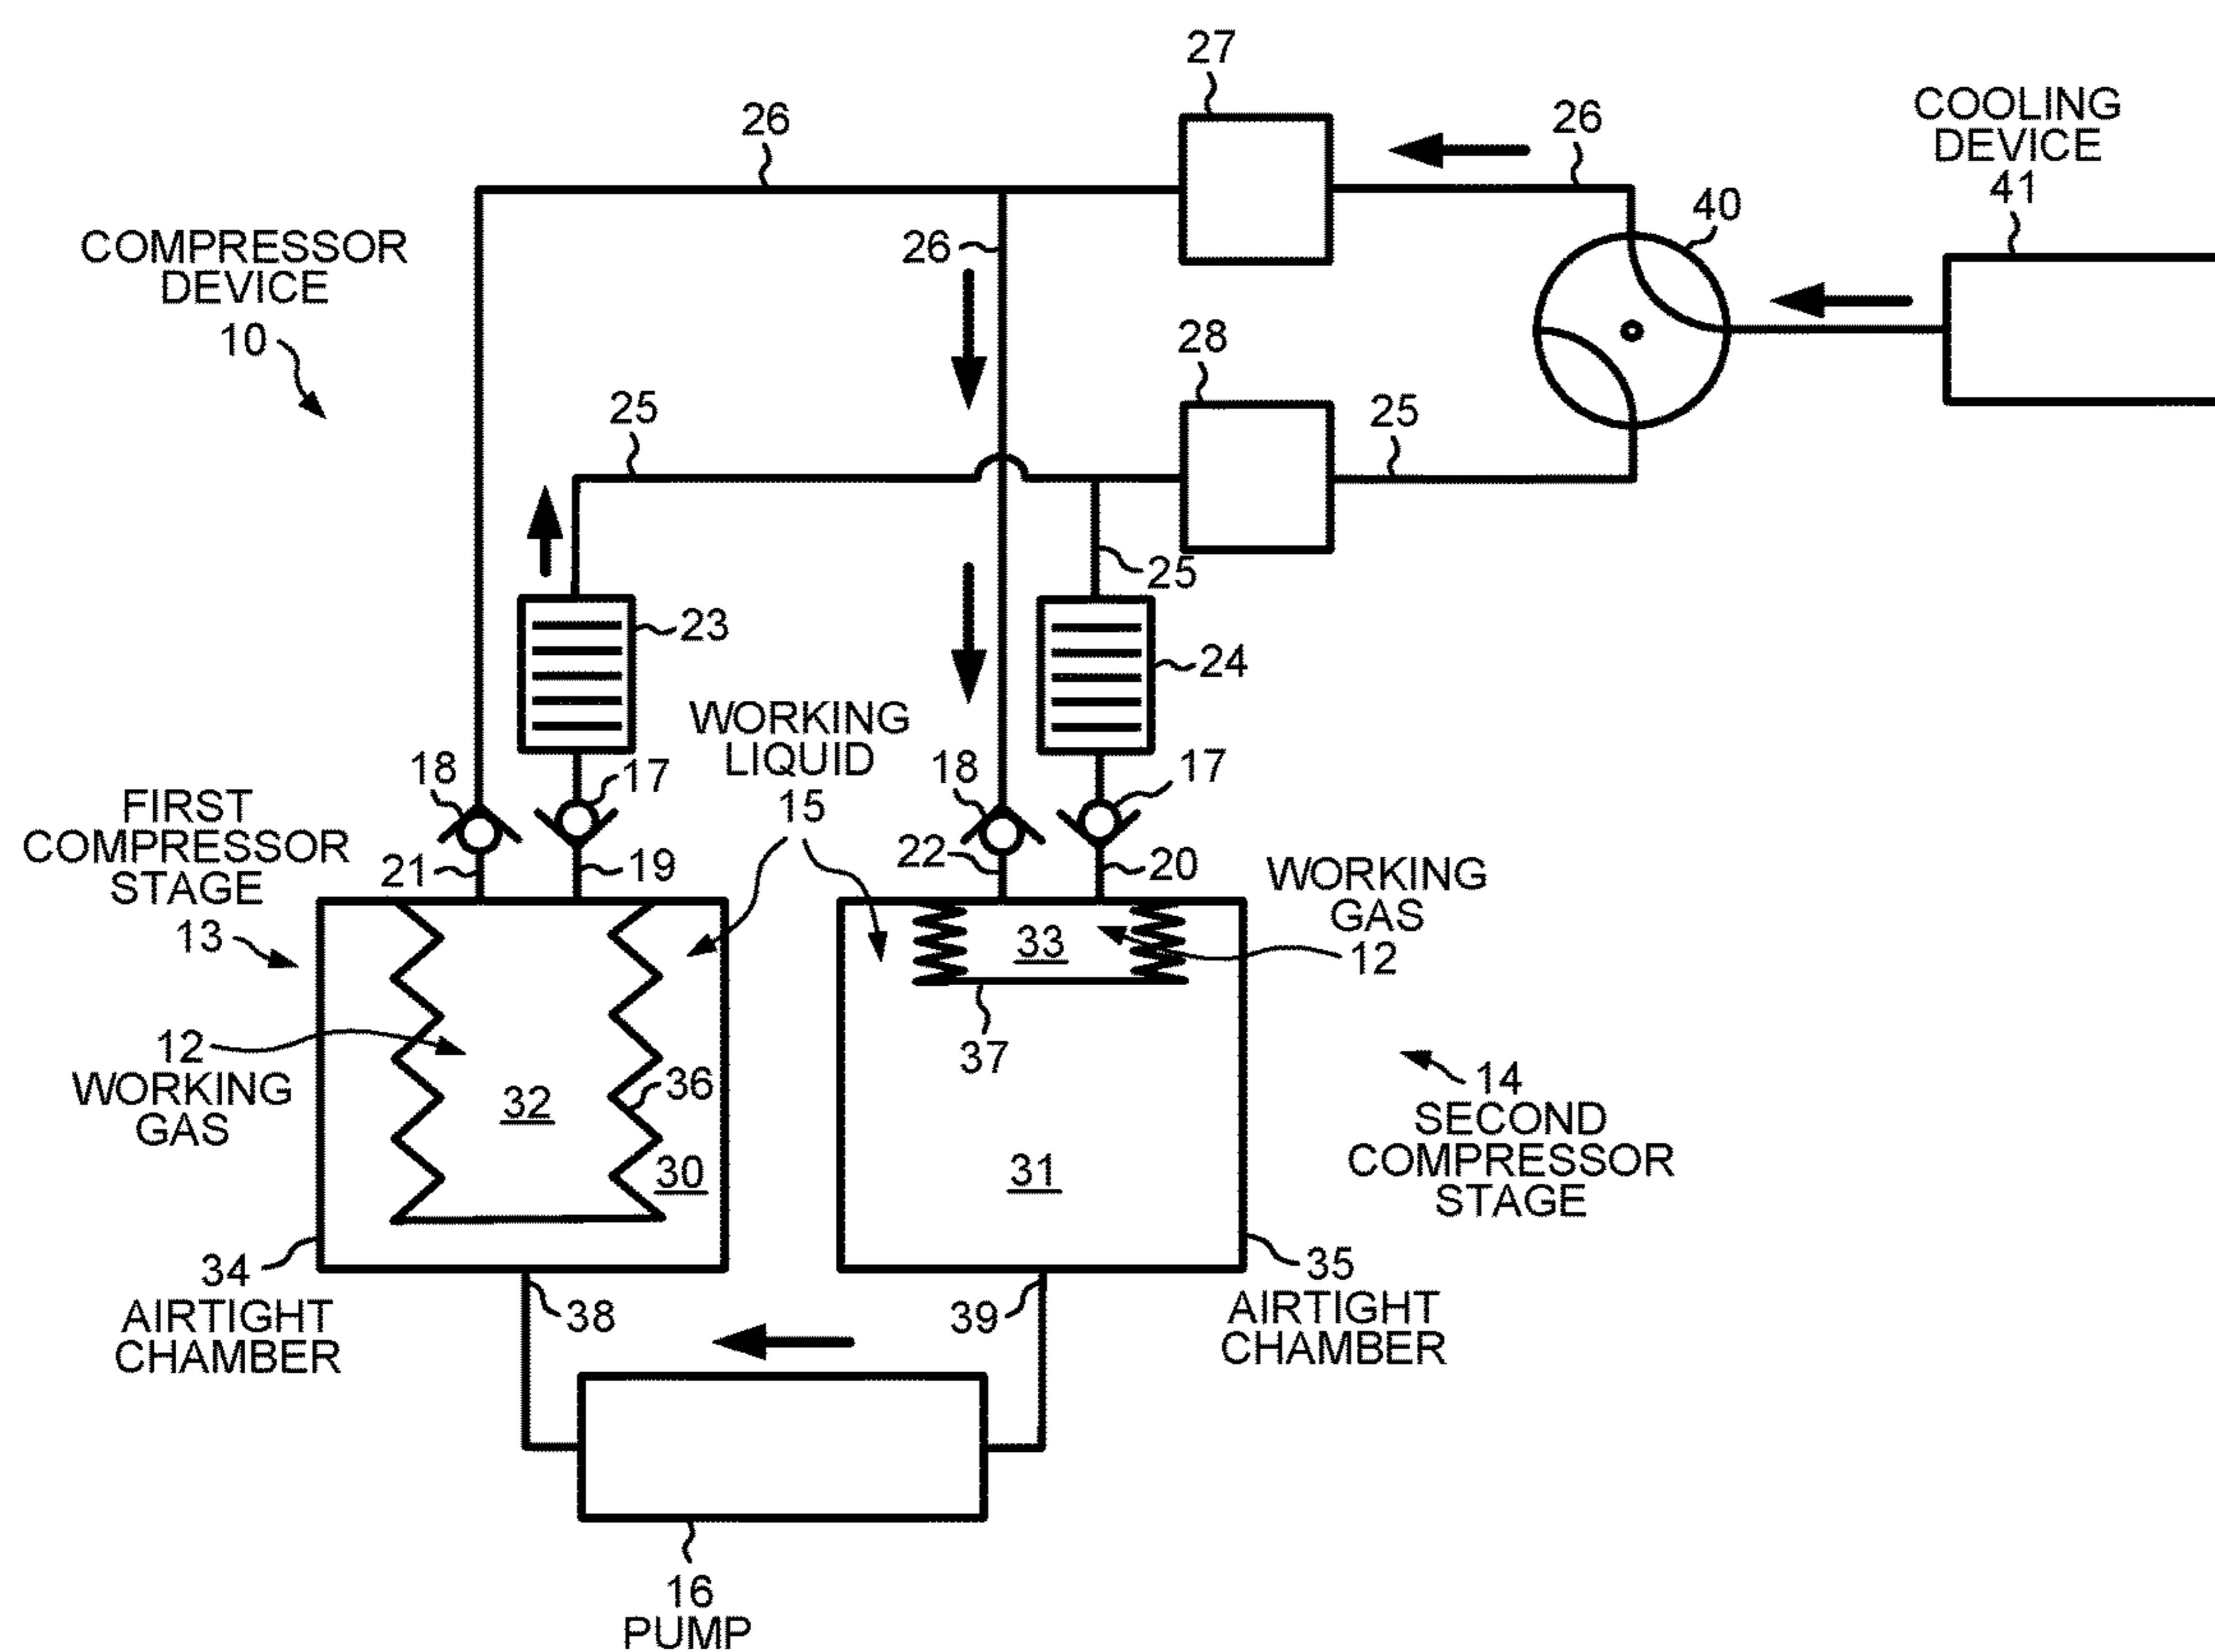 27
26
26
COOLING
DEVICE
41
40
COMPRESSOR
DEVICE
10
26
28
25
25
25
23
24
WORKING
LIQUID
15
18
17
18
17
FIRST
COMPRESSOR
STAGE
13
21
19
22
20
WORKING
GAS
12
33
12
WORKING
GAS
32
36
37
14
SECOND
COMPRESSOR
STAGE
30
31
34
AIRTIGHT
CHAMBER
38
39
35
AIRTIGHT
CHAMBER
16
PUMP